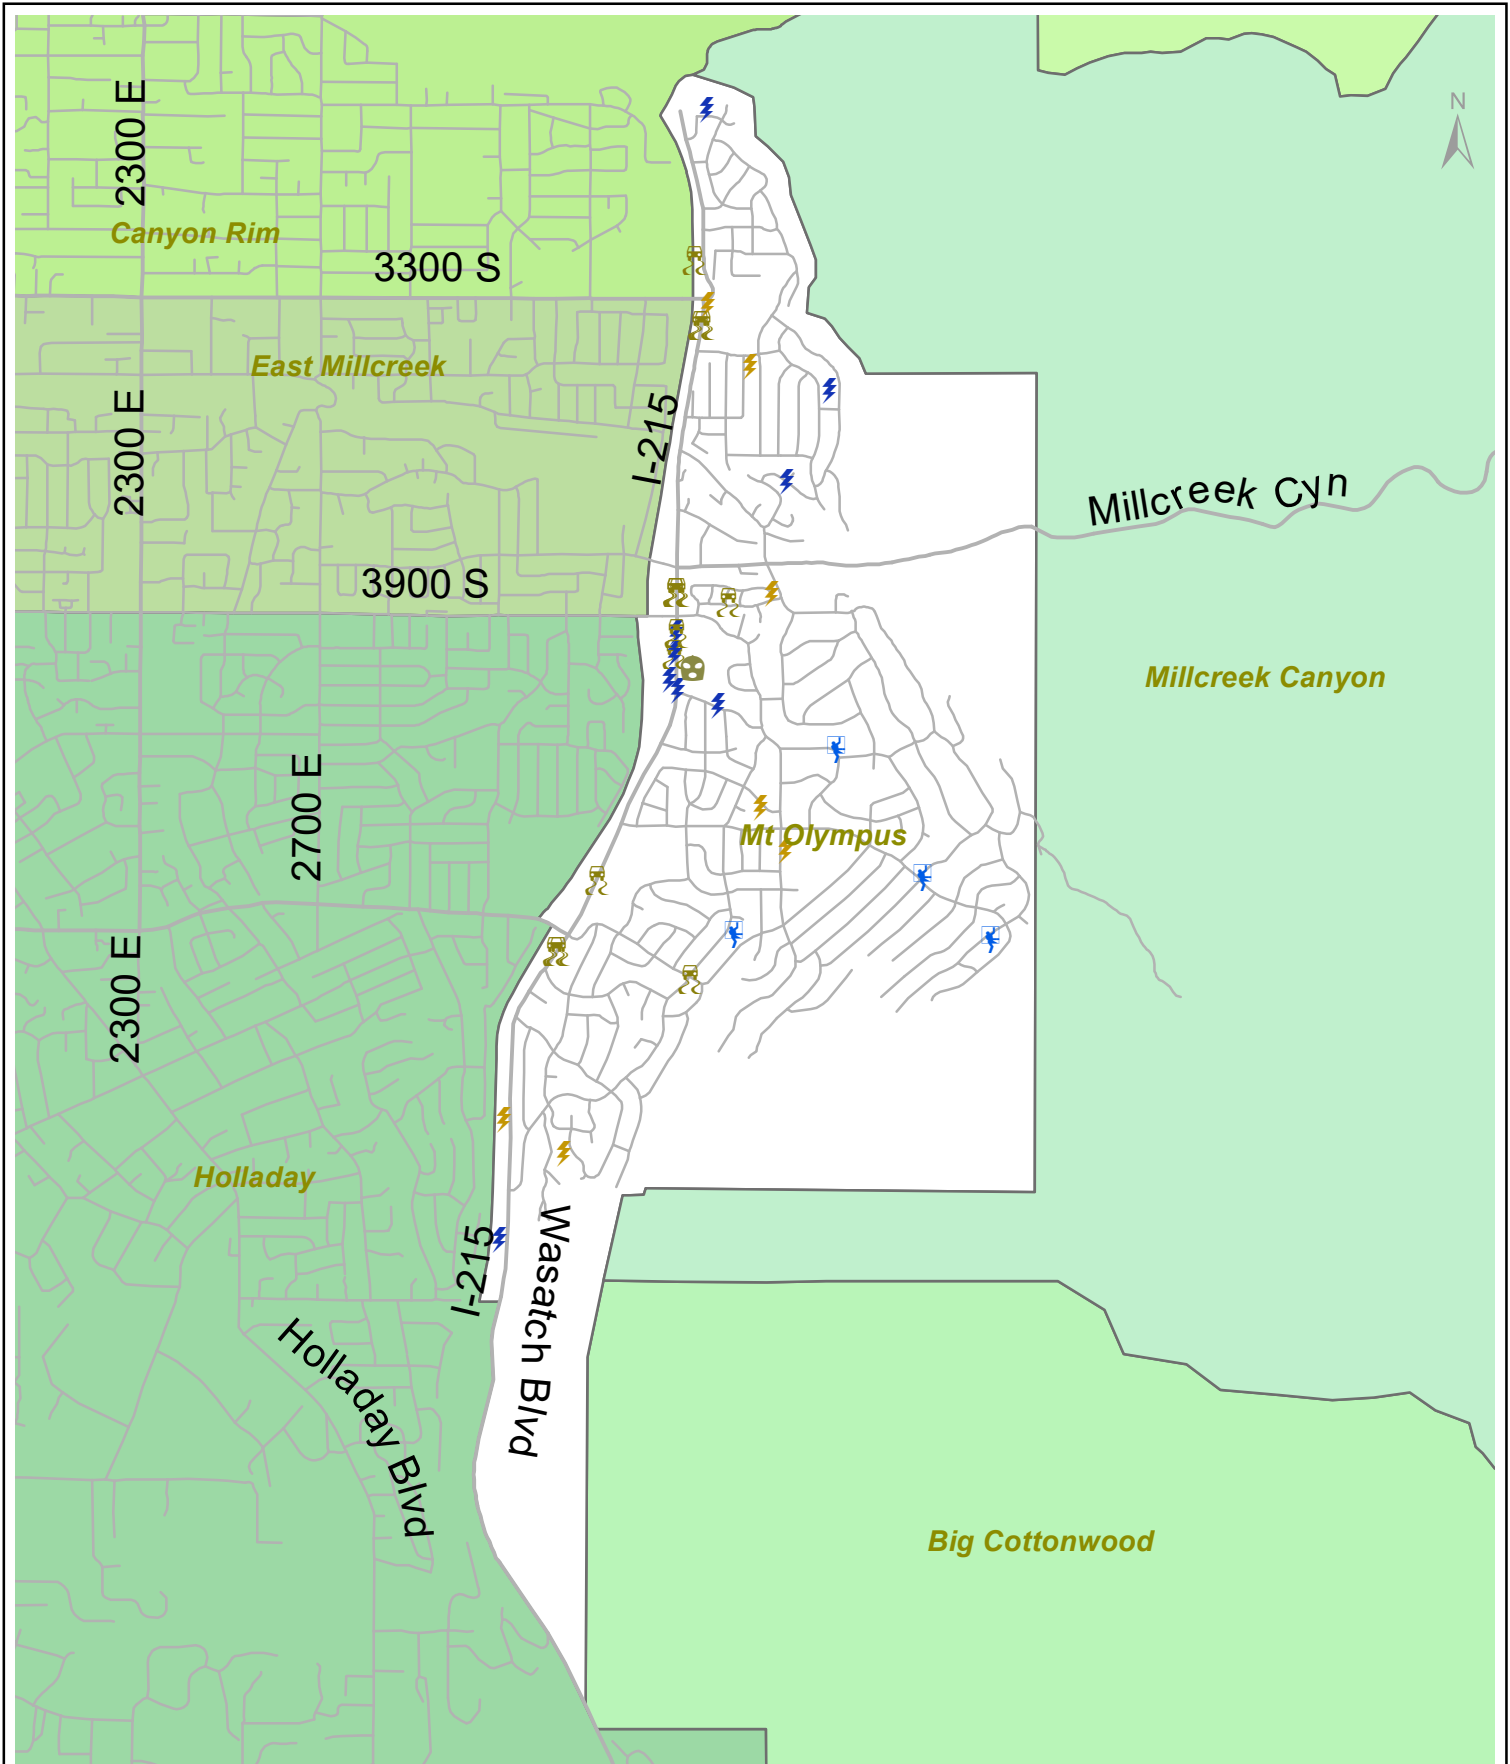 N
2300 E
Canyon Rim
3300 S
East Millcreek
I-215
2300 E
Millcreek Cyn
3900 S
Millcreek Canyon
2700 E
Mt Olympus
2300 E
Holladay
I-215
Wasatch Blvd
Holladay Blvd
Big Cottonwood